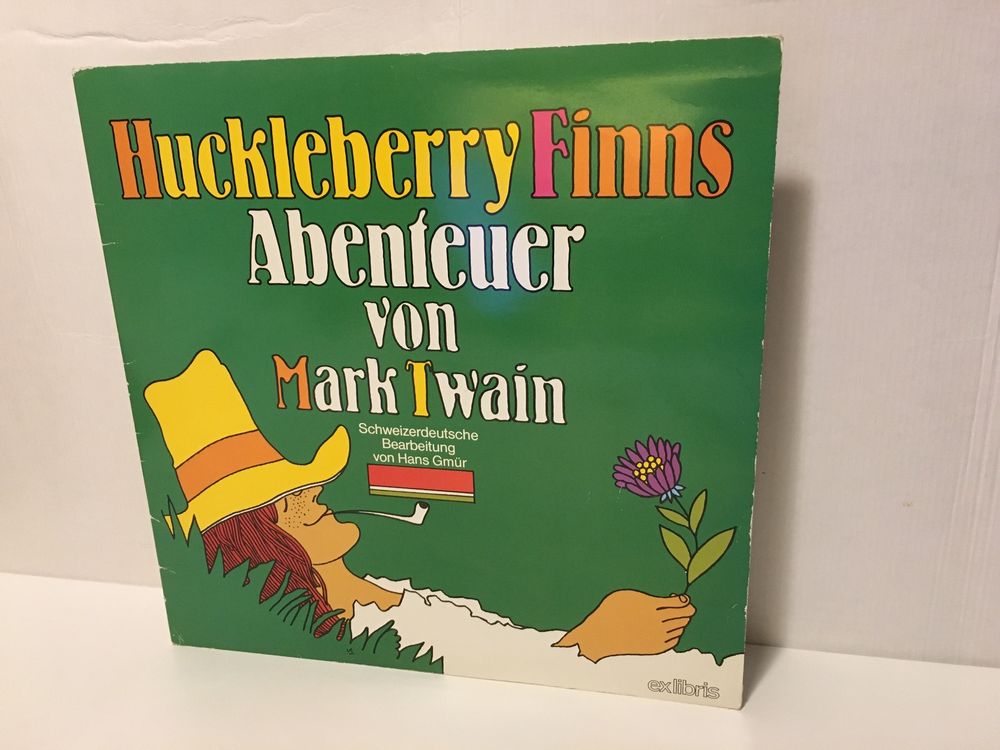 Huckleberry Finns
Abenteuer
von
Mark Twain
Schweizerdeutsche
Bearbeitung
von Hans Gmür
ex libris